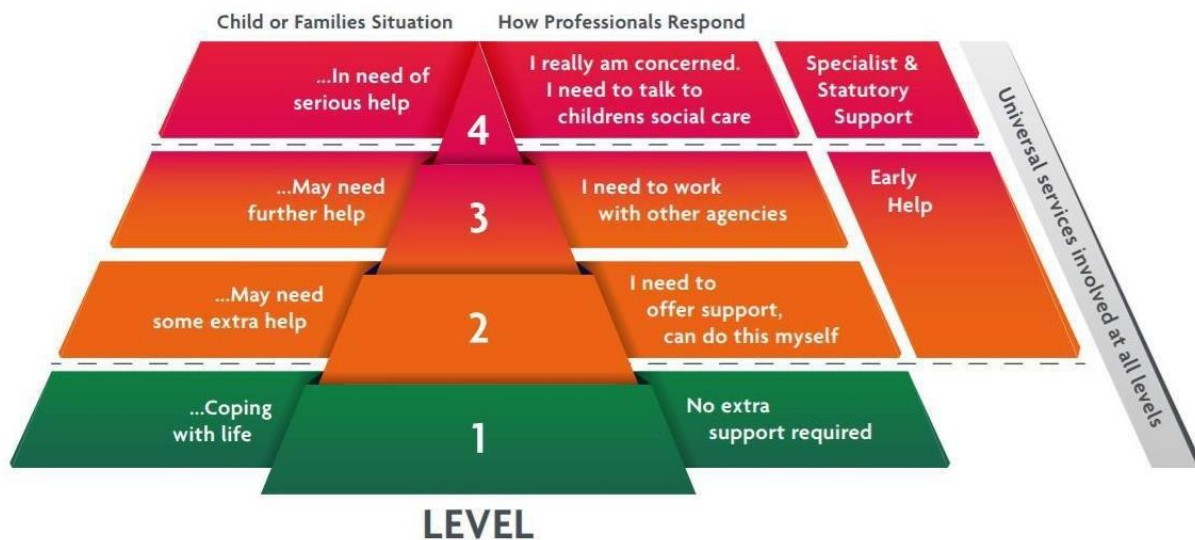 Child or Families Situation
How Professionals Respond
...In need of
serious help
4
I really am concerned.
I need to talk to
childrens social care
Specialist &
Statutory
Support
...May need
further help
3
I need to work
with other agencies
Early
Help
...May need
some extra help
2
I need to
offer support,
can do this myself
...Coping
with life
1
No extra
support required
Universal services involved at all levels
LEVEL